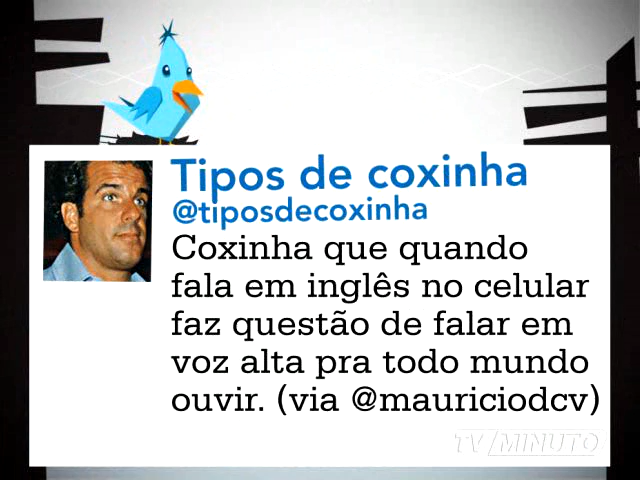 Tipos de coxinha
@tiposdecoxinha
Coxinha que quando
fala em inglês no celular
faz questão de falar em
voz alta pra todo mundo
ouvir. (via @mauriciodcv)
TV MINUTO